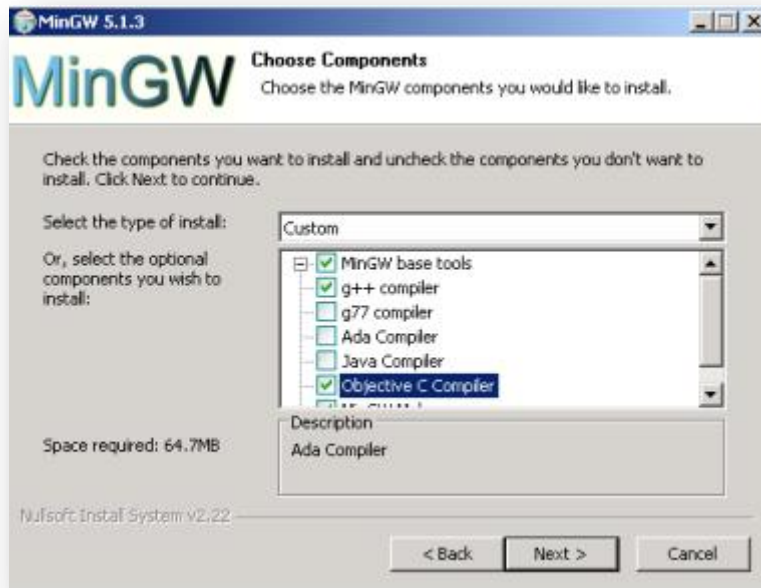 MinGW 5.1.3
MinGW
Choose Components
Choose the MinGW components you would like to install.
Check the components you want to install and uncheck the components you don't want to
install. Click Next to continue.
Select the type of install:
Custom
Or, select the optional
components you wish to
install:
MinGW base tools
g++ compiler
g77 compiler
Ada Compiler
Java Compiler
Objective C Compiler
Space required: 64.7MB
Description
Ada Compiler
Nullsoft Install System v2.22
< Back
Next >
Cancel